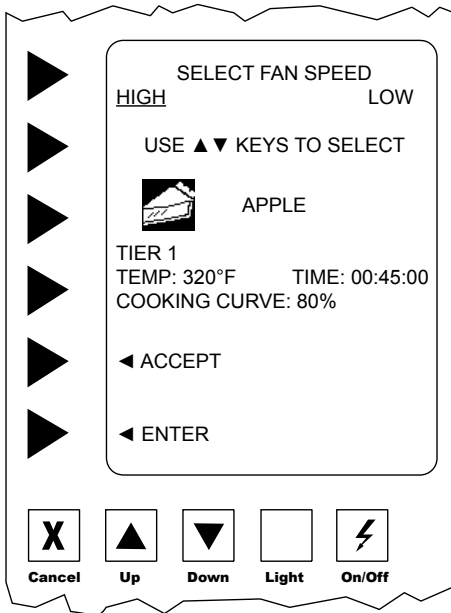 SELECT FAN SPEED
HIGH LOW
USE ▲▼ KEYS TO SELECT
APPLE
TIER 1
TEMP: 320°F TIME: 00:45:00
COOKING CURVE: 80%
◄ ACCEPT
◄ ENTER
X
Cancel Up Down Light On/Off